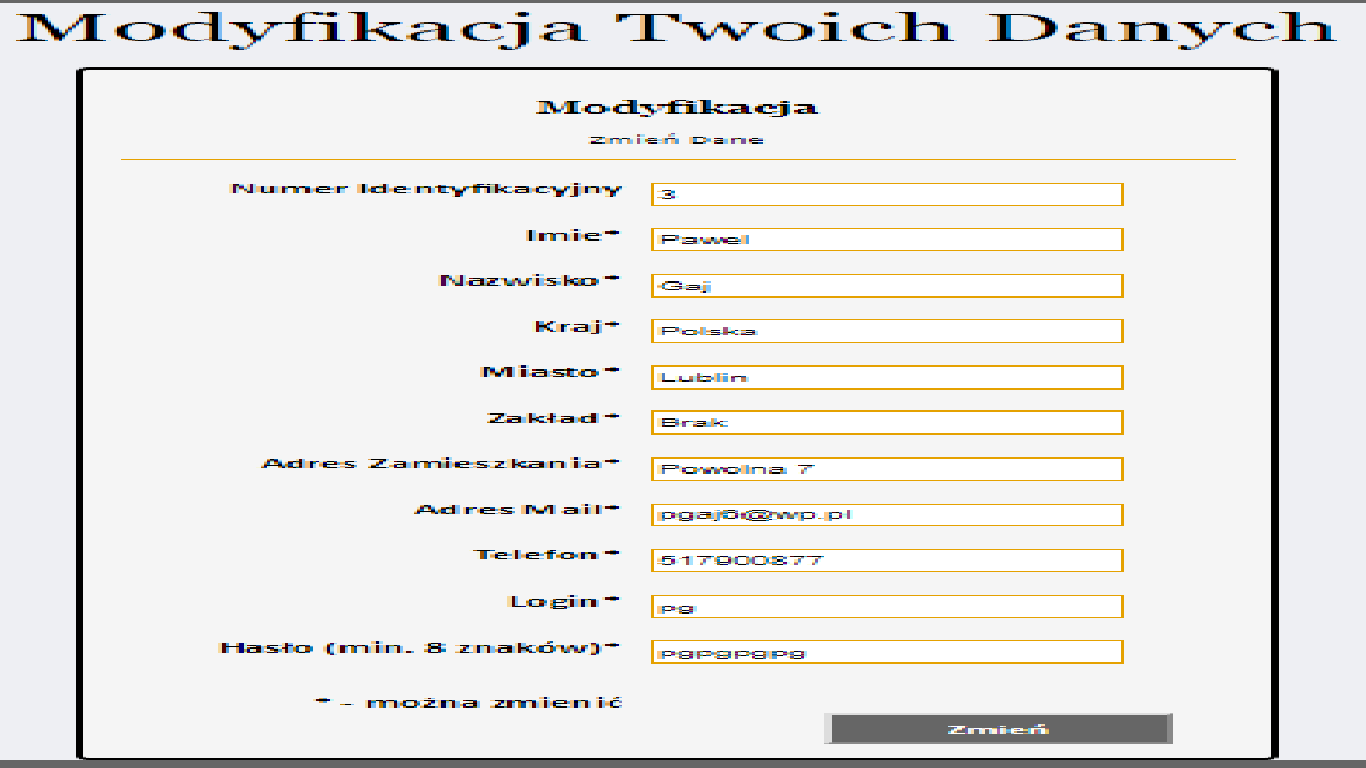 Modyfikacja Twoich Danych
Modyfikacja
Zmień Dane
Numer Identyfikacyjny 3
Imie* Pawel
Nazwisko* Gaj
Kraj* Polska
Miasto* Lublin
Zakład* Brak
Adres Zamieszkania* Powolna 7
Adres Mail* pgaj6@wp.pl
Telefon* 517900877
Login*
Hasło (min. 8 znaków)*
* - można zmienić
Zmień